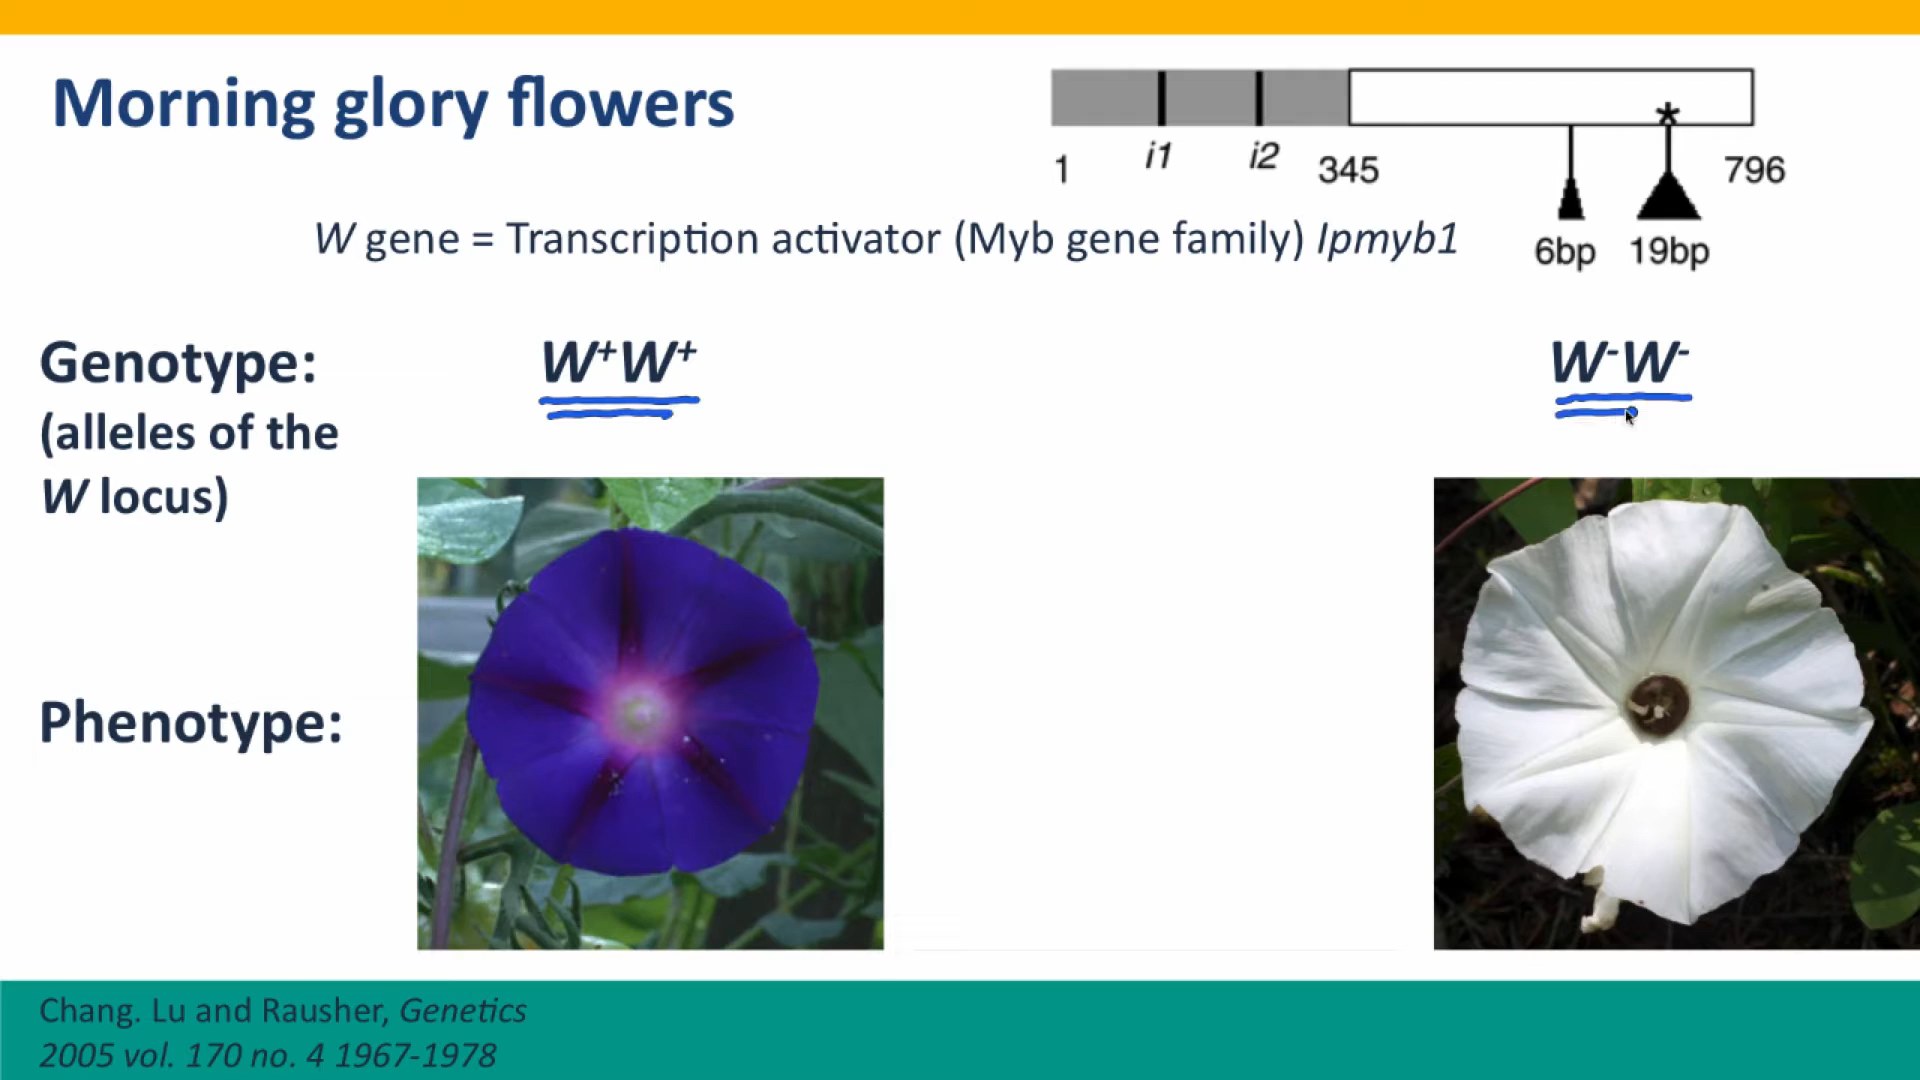 Morning glory flowers
*
1 i1 i2 345 796
W gene = Transcription activator (Myb gene family) Ipmyb1
6bp 19bp
Genotype:
(alleles of the
W locus)
W⁺W⁺
W⁻W⁻
Phenotype:
Chang. Lu and Rausher, Genetics
2005 vol. 170 no. 4 1967-1978